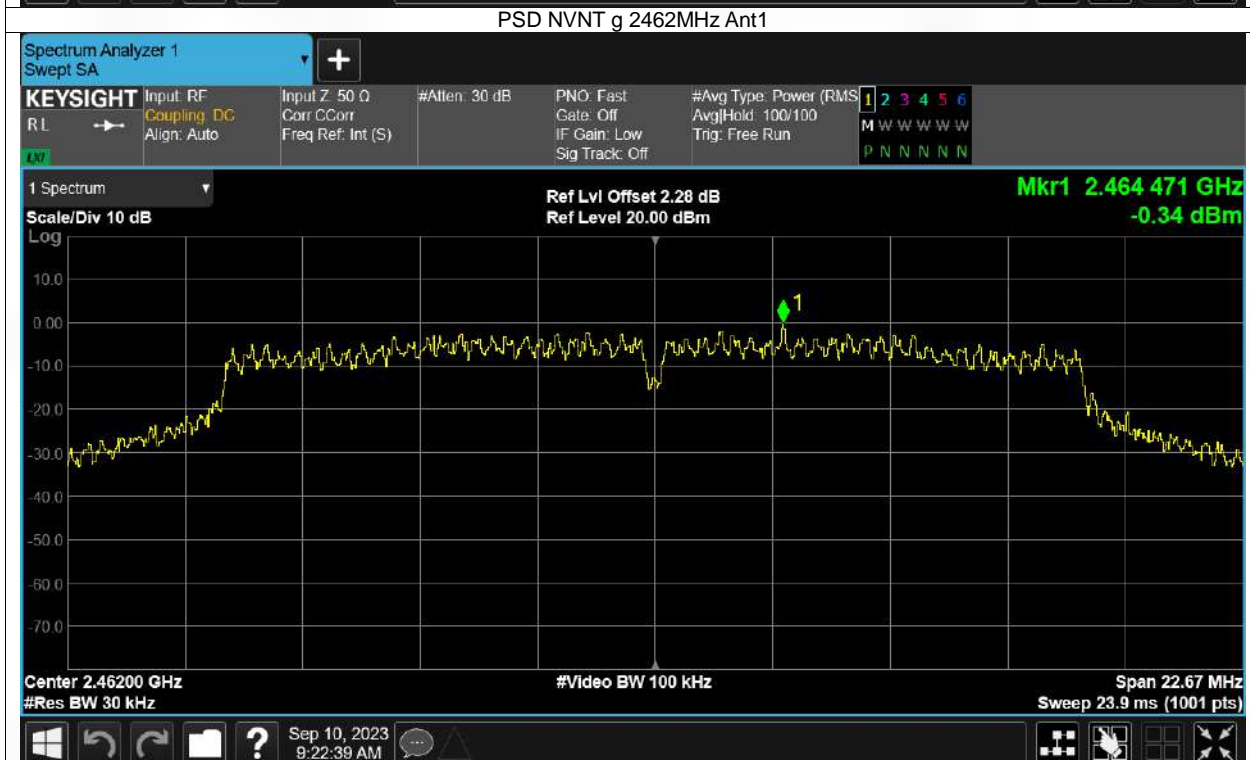 PSD NVNT g 2462MHz Ant1
Spectrum Analyzer 1
Swept SA
+
KEYSIGHT
RL
LXI
Input: RF
Coupling: DC
Align: Auto
Input Z: 50 Ω
Corr CCorr
Freq Ref: Int (S)
#Atten: 30 dB
PNO: Fast
Gate: Off
IF Gain: Low
Sig Track: Off
#Avg Type: Power (RMS
Avg|Hold: 100/100
Trig: Free Run
1 2 3 4 5 6
M W W W W W
P N N N N N
1 Spectrum
Scale/Div 10 dB
Log
Ref Lvl Offset 2.28 dB
Ref Level 20.00 dBm
Mkr1 2.464 471 GHz
-0.34 dBm
10.0
0.00
-10.0
-20.0
-30.0
-40.0
-50.0
-60.0
-70.0
1
Center 2.46200 GHz
#Res BW 30 kHz
#Video BW 100 kHz
Span 22.67 MHz
Sweep 23.9 ms (1001 pts)
?
Sep 10, 2023
9:22:39 AM